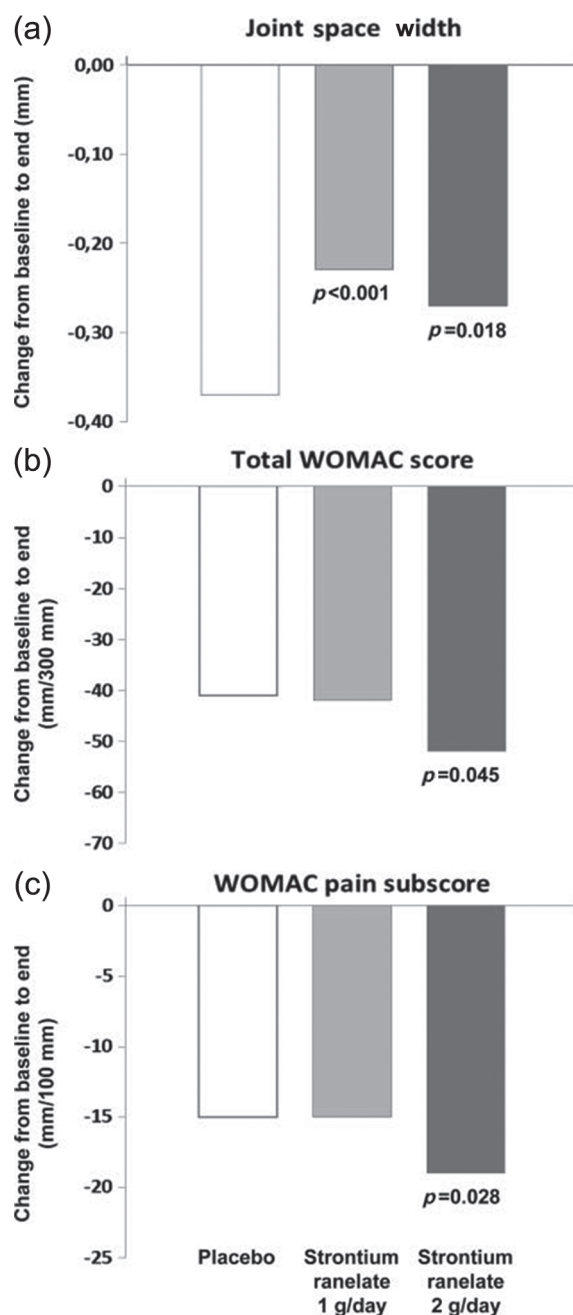 (a)
Joint space width
Change from baseline to end (mm)
0,00
-0,10
-0,20
-0,30
-0,40
p<0.001
p=0.018
(b)
Total WOMAC score
Change from baseline to end
(mm/300 mm)
0
-10
-20
-30
-40
-50
-60
-70
p=0.045
(c)
WOMAC pain subscore
Change from baseline to end
(mm/100 mm)
0
-5
-10
-15
-20
-25
p=0.028
Placebo
Strontium
ranelate
1 g/day
Strontium
ranelate
2 g/day